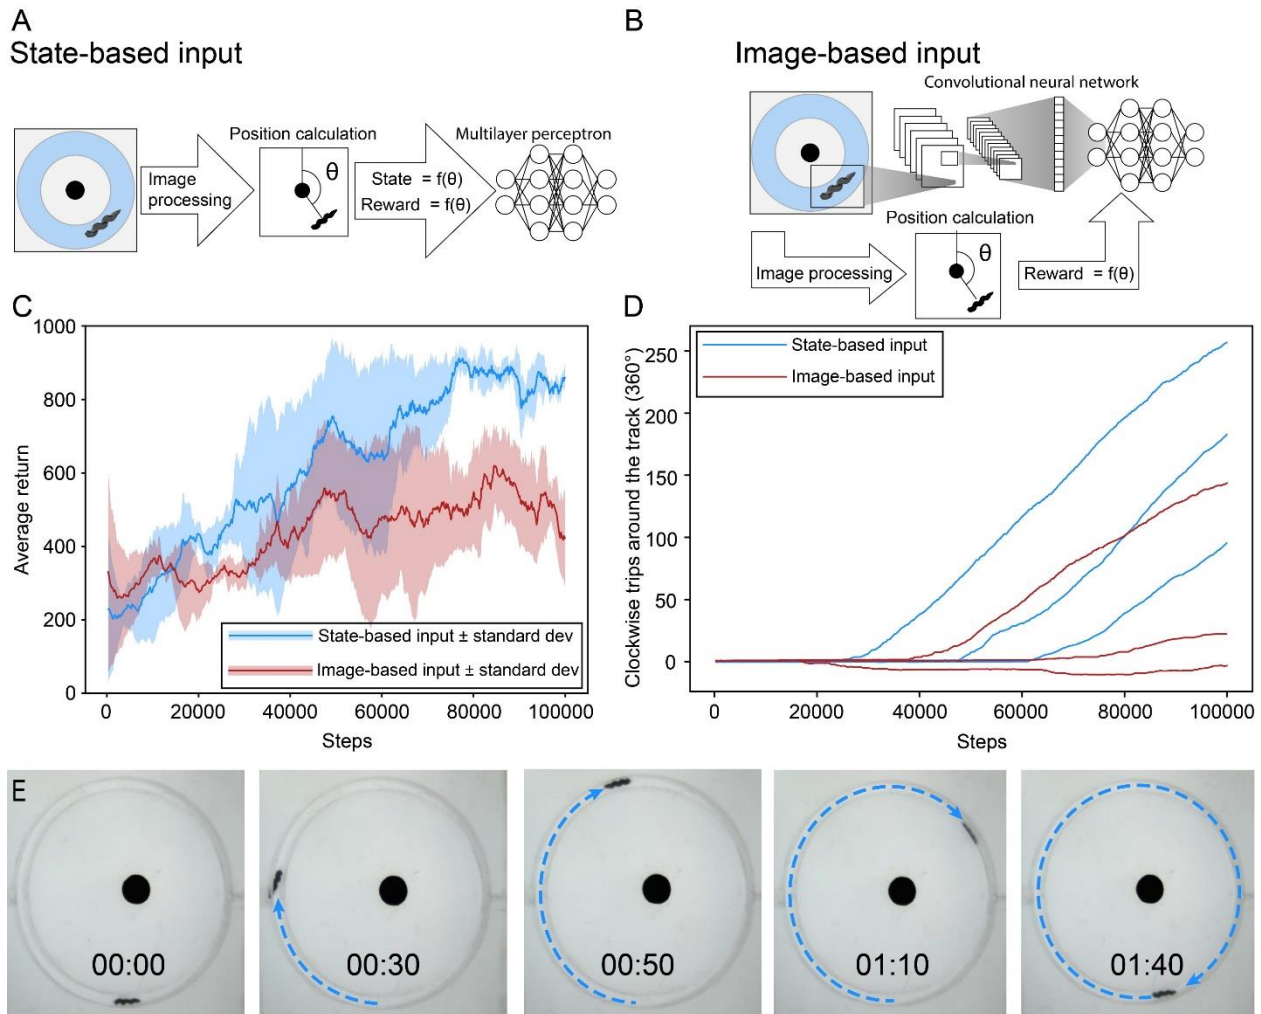 A
State-based input
Image
processing
Position calculation
θ
State = f(θ)
Reward = f(θ)
Multilayer perceptron
B
Image-based input
Convolutional neural network
Image processing
Position calculation
θ
Reward = f(θ)
C
Average return
1000
800
600
400
200
0
State-based input ± standard dev
Image-based input ± standard dev
0 20000 40000 60000 80000 100000
Steps
D
Clockwise trips around the track (360°)
250
200
150
100
50
0
State-based input
Image-based input
0 20000 40000 60000 80000 100000
Steps
E
00:00
00:30
00:50
01:10
01:40